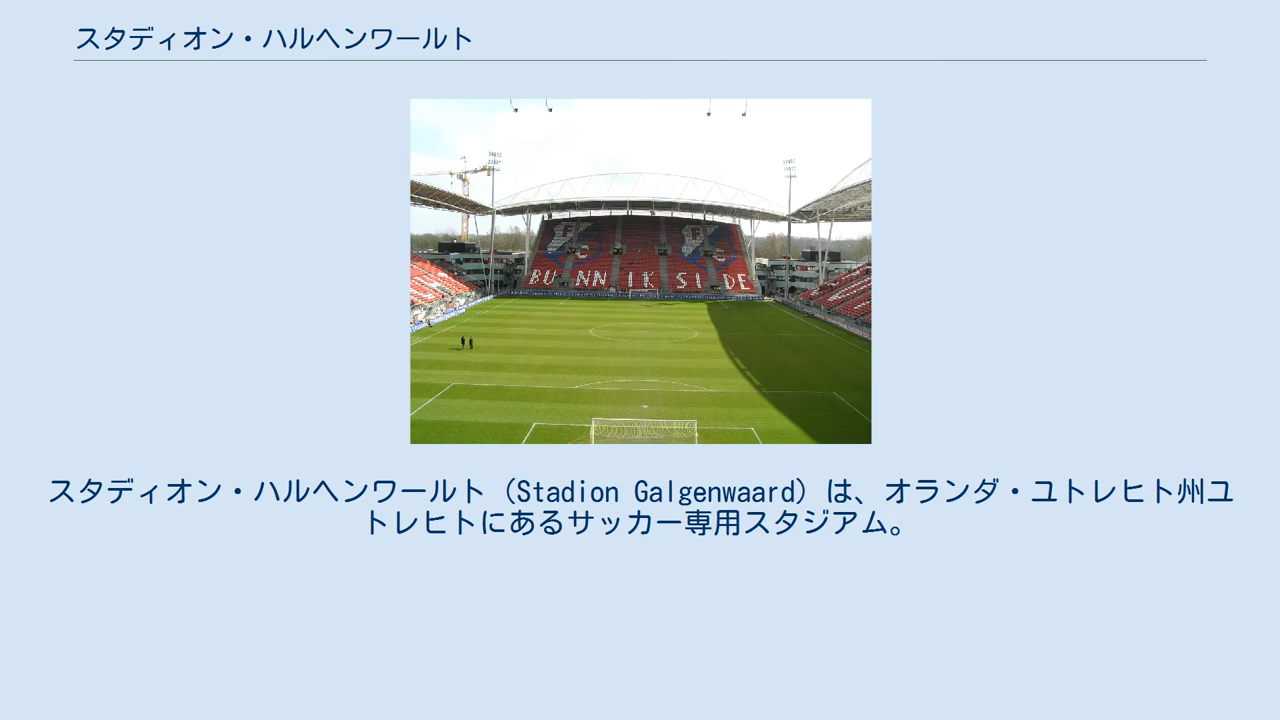 スタディオン・ハルヘンワールト
BUNNIKSIDE
スタディオン・ハルヘンワールト（Stadion Galgenwaard）は、オランダ・ユトレヒト州ユ
トレヒトにあるサッカー専用スタジアム。